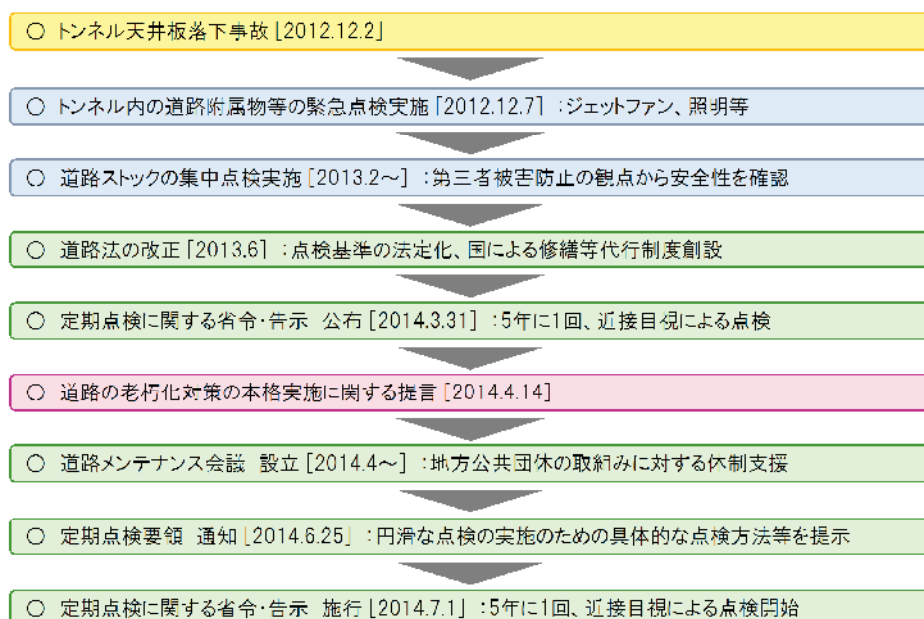 ○ トンネル天井板落下事故 [2012.12.2]
○ トンネル内の道路附属物等の緊急点検実施 [2012.12.7] ：ジェットファン、照明等
○ 道路ストックの集中点検実施 [2013.2～] ：第三者被害防止の観点から安全性を確認
○ 道路法の改正 [2013.6] ：点検基準の法定化、国による修繕等代行制度創設
○ 定期点検に関する省令・告示 公布 [2014.3.31] ：5年に1回、近接目視による点検
○ 道路の老朽化対策の本格実施に関する提言 [2014.4.14]
○ 道路メンテナンス会議 設立 [2014.4～] ：地方公共団体の取組みに対する体制支援
○ 定期点検要領 通知 [2014.6.25] ：円滑な点検の実施のための具体的な点検方法等を提示
○ 定期点検に関する省令・告示 施行 [2014.7.1] ：5年に1回、近接目視による点検開始